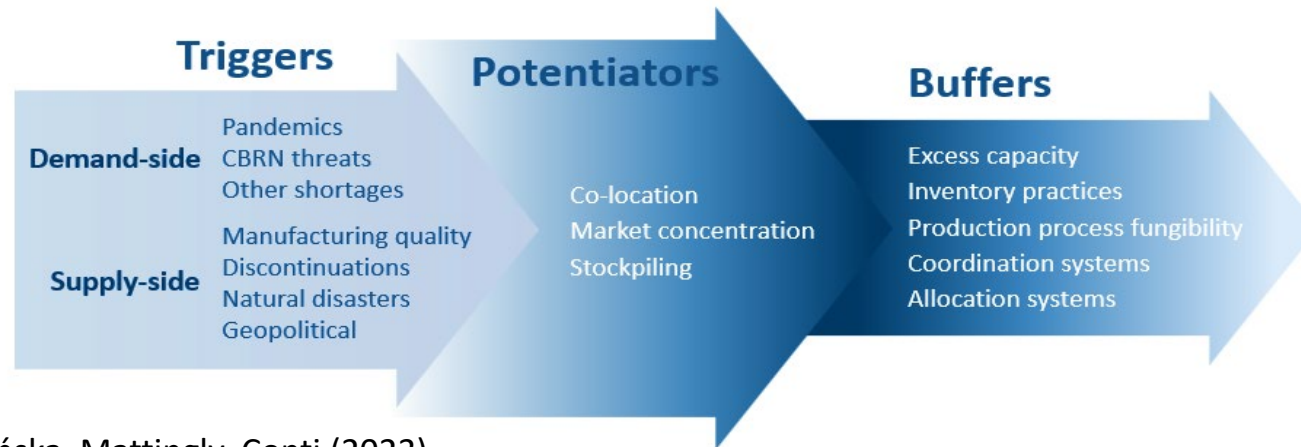 Triggers
Demand-side
Pandemics
CBRN threats
Other shortages
Supply-side
Manufacturing quality
Discontinuations
Natural disasters
Geopolitical
Potentiators
Co-location
Market concentration
Stockpiling
Buffers
Excess capacity
Inventory practices
Production process fungibility
Coordination systems
Allocation systems
Mattingly, Conti (2023)